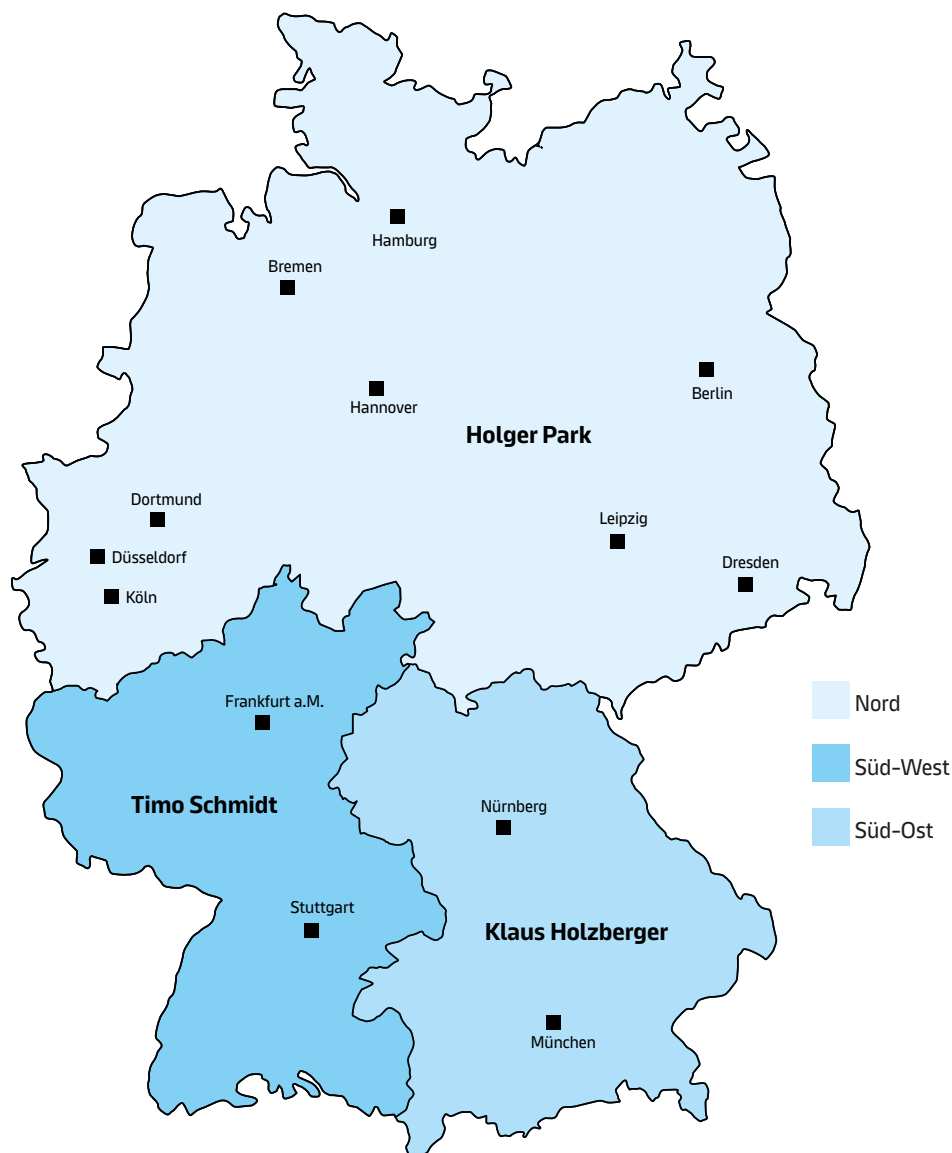 Hamburg
Bremen
Berlin
Hannover
Holger Park
Dortmund
Leipzig
Düsseldorf
Dresden
Köln
Frankfurt a.M.
Nord
Süd-West
Timo Schmidt
Nürnberg
Süd-Ost
Stuttgart
Klaus Holzberger
München